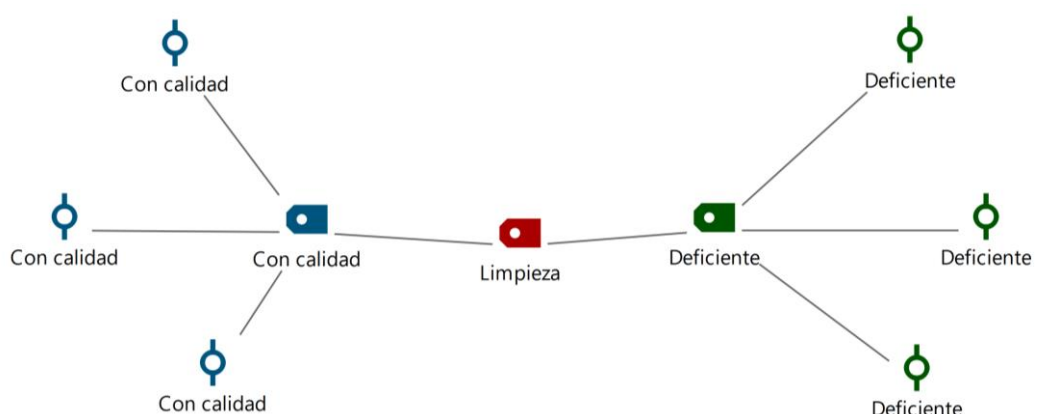 Con calidad
Deficiente
Con calidad
Con calidad
Limpieza
Deficiente
Deficiente
Con calidad
Deficiente